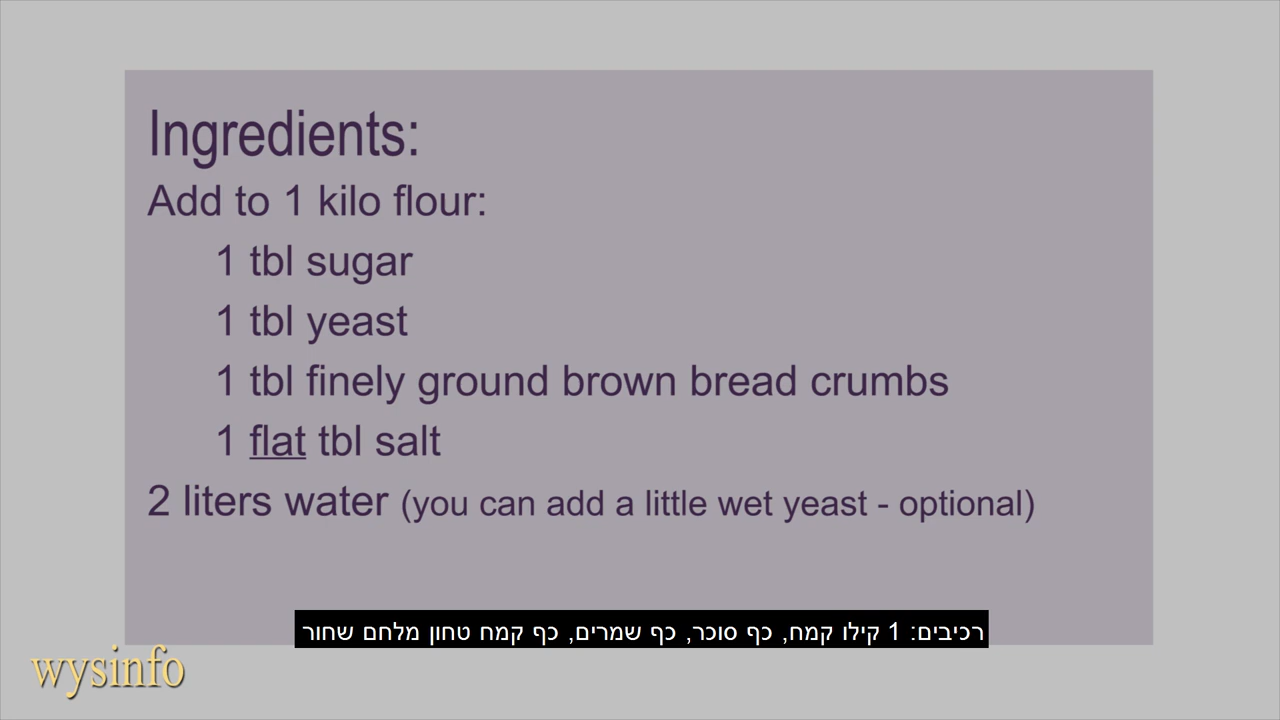 Ingredients:
Add to 1 kilo flour:
1 tbl sugar
1 tbl yeast
1 tbl finely ground brown bread crumbs
1 flat tbl salt
2 liters water (you can add a little wet yeast - optional)
רכיבים: 1 קילו קמח, כף סוכר, כף שמרים, כף קמח טחון מלחם שחור
wysinfo